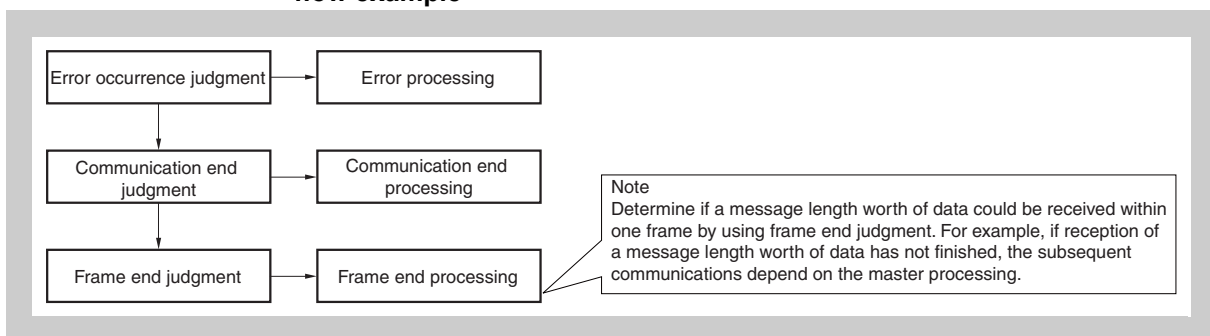 Error occurrence judgment
Error processing
Communication end
judgment
Communication end
processing
Note
Determine if a message length worth of data could be received within
one frame by using frame end judgment. For example, if reception of
a message length worth of data has not finished, the subsequent
communications depend on the master processing.
Frame end judgment
Frame end processing